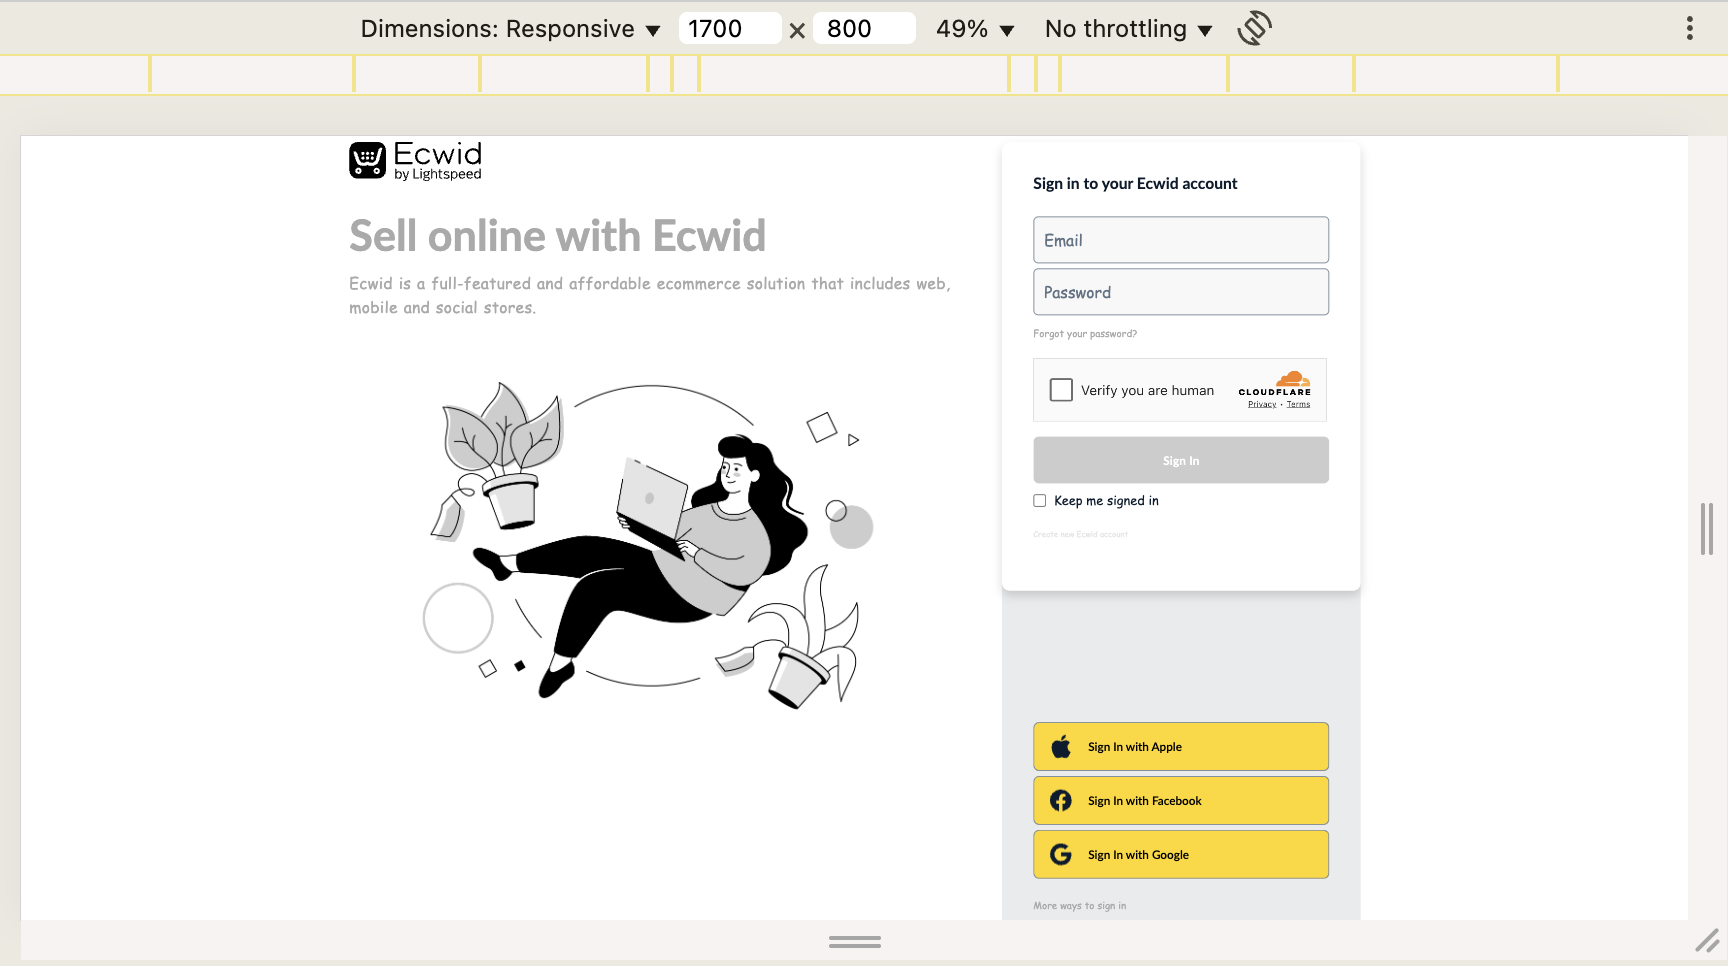 Dimensions: Responsive ▼ 1700 × 800 49% ▼ No throttling ▼
Ecwid
by Lightspeed
Sell online with Ecwid
Ecwid is a full-featured and affordable ecommerce solution that includes web,
mobile and social stores.
Sign in to your Ecwid account
Email
Password
Forgot your password?
Verify you are human
CLOUDFLARE
Privacy • Terms
Sign In
Keep me signed in
Create new Ecwid account
Sign In with Apple
Sign In with Facebook
Sign In with Google
More ways to sign in